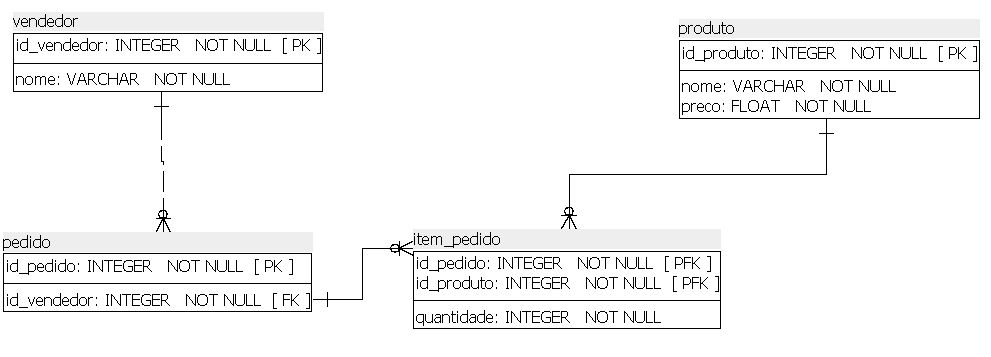 vendedor
id_vendedor: INTEGER NOT NULL [ PK ]
nome: VARCHAR NOT NULL
produto
id_produto: INTEGER NOT NULL [ PK ]
nome: VARCHAR NOT NULL
preco: FLOAT NOT NULL
pedido
id_pedido: INTEGER NOT NULL [ PK ]
id_vendedor: INTEGER NOT NULL [ FK ]
item_pedido
id_pedido: INTEGER NOT NULL [ PFK ]
id_produto: INTEGER NOT NULL [ PFK ]
quantidade: INTEGER NOT NULL